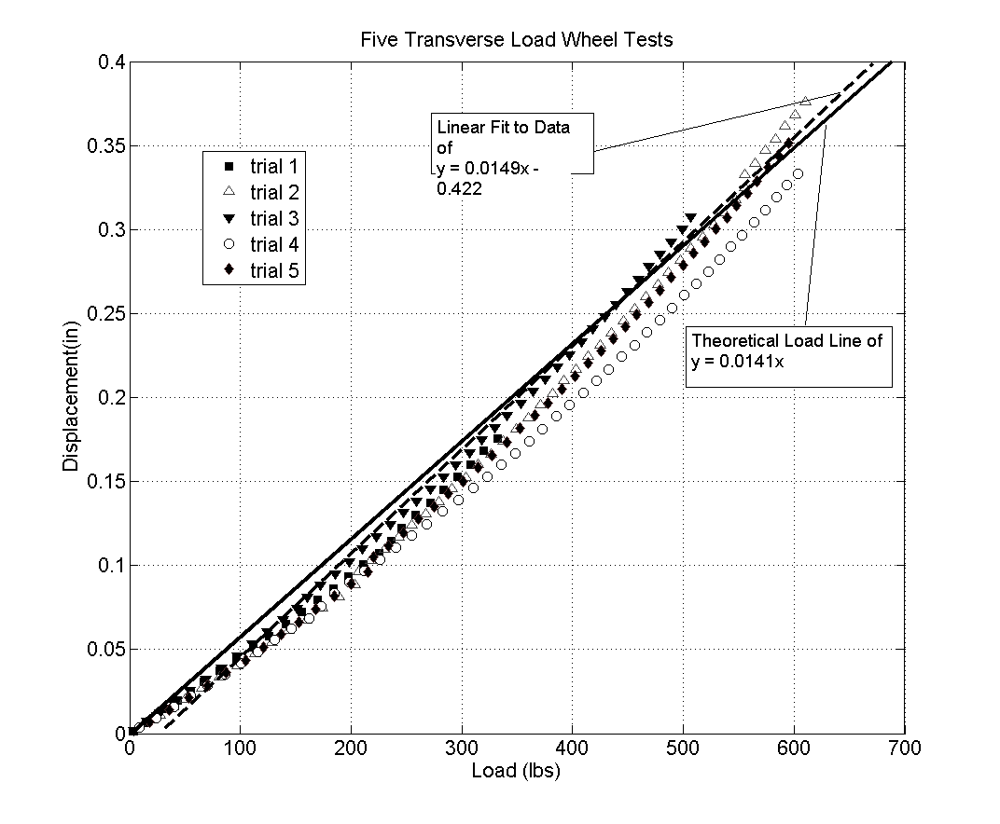 Five Transverse Load Wheel Tests
0.4
0.35
0.3
0.25
0.2
0.15
0.1
0.05
0
Displacement(in)
trial 1
trial 2
trial 3
trial 4
trial 5
Linear Fit to Data
of
y = 0.0149x -
0.422
Theoretical Load Line of
y = 0.0141x
0 100 200 300 400 500 600 700
Load (lbs)